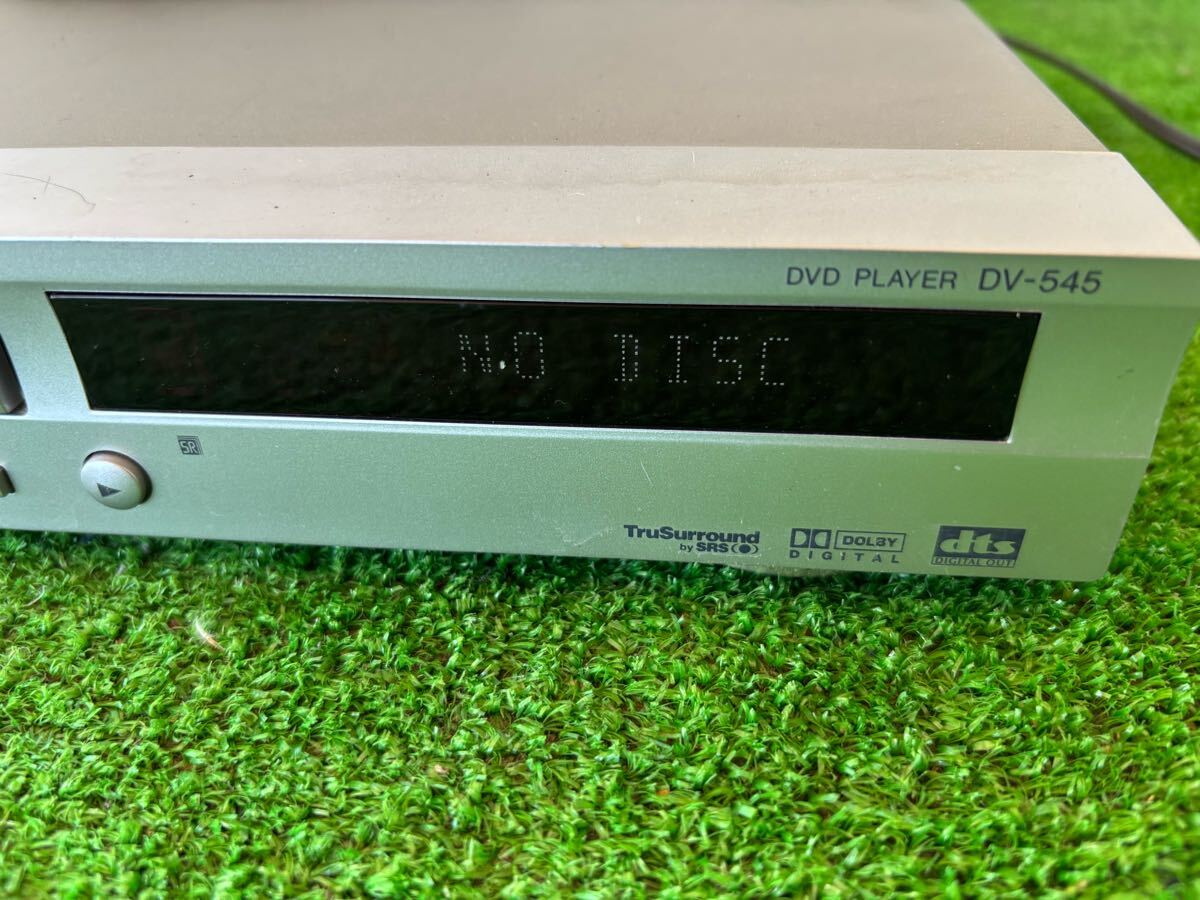 DVD PLAYER DV-545
NO DISC
SR
TruSurround
by SRS
DOLBY
DIGITAL
dts
DIGITAL OUT